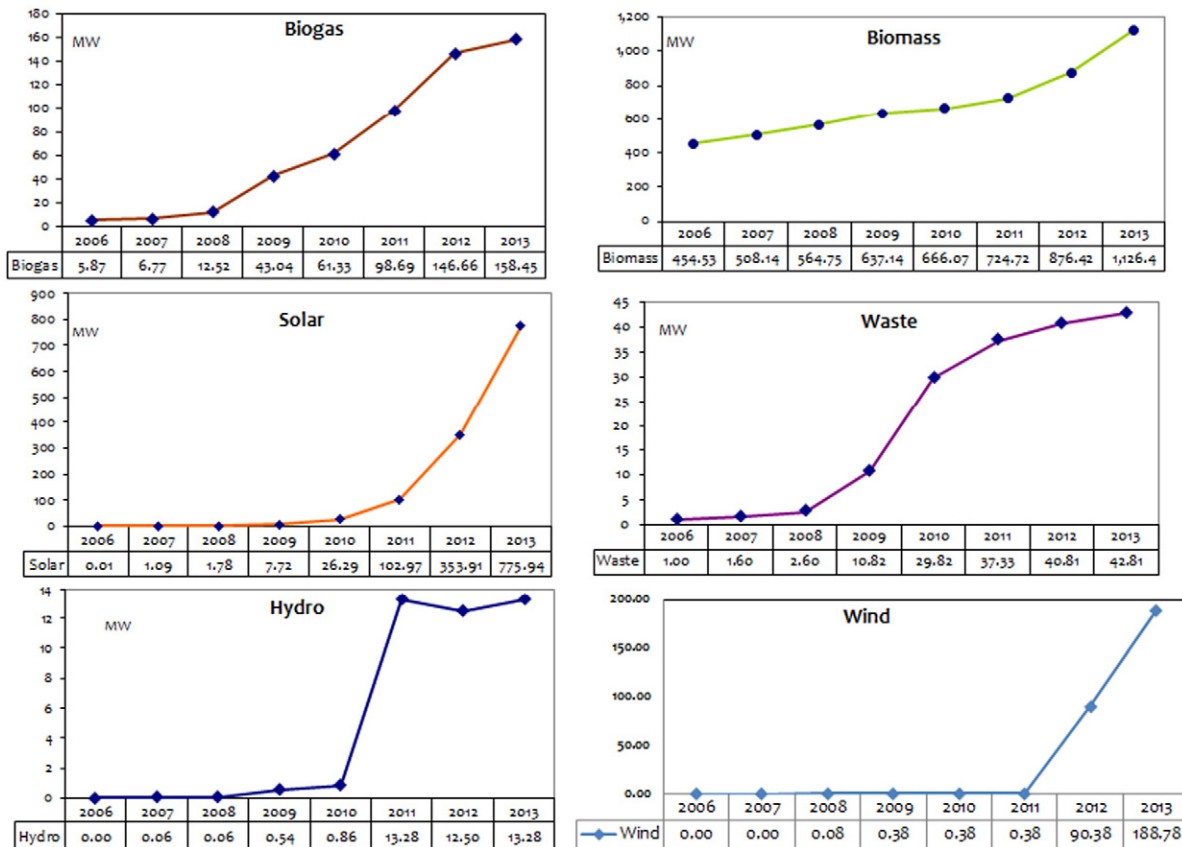 Biogas
MW
180
160
140
120
100
80
60
40
20
0
2006 2007 2008 2009 2010 2011 2012 2013
Biogas 5.87 6.77 12.52 43.04 61.33 98.69 146.66 158.45
Biomass
MW
1,200
1,000
800
600
400
200
0
2006 2007 2008 2009 2010 2011 2012 2013
Biomass 454.53 508.14 564.75 637.14 666.07 724.72 876.42 1,126.4
Solar
MW
900
800
700
600
500
400
300
200
100
0
2006 2007 2008 2009 2010 2011 2012 2013
Solar 0.01 1.09 1.78 7.72 26.29 102.97 353.91 775.94
Waste
MW
45
40
35
30
25
20
15
10
5
0
2006 2007 2008 2009 2010 2011 2012 2013
Waste 1.00 1.60 2.60 10.82 29.82 37.33 40.81 42.81
Hydro
MW
14
12
10
8
6
4
2
0
2006 2007 2008 2009 2010 2011 2012 2013
Hydro 0.00 0.06 0.06 0.54 0.86 13.28 12.50 13.28
Wind
200.00
150.00
100.00
50.00
0.00
2006 2007 2008 2009 2010 2011 2012 2013
Wind 0.00 0.00 0.08 0.38 0.38 0.38 90.38 188.78